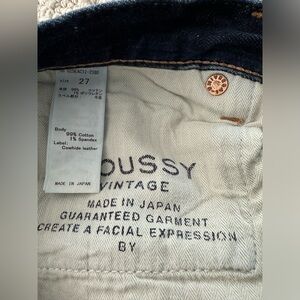 SIZE 27
Body
99% Cotton
1% Spandex
Label:
Cowhide leather
MADE IN JAPAN
OUSSY
VINTAGE
MADE IN JAPAN
GUARANTEED GARMENT
CREATE A FACIAL EXPRESSION
BY